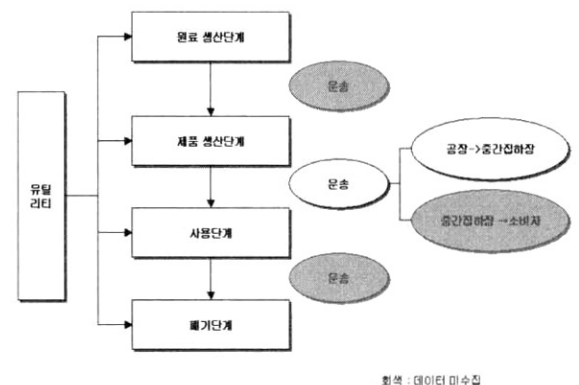 원료 생산단계
운송
제품 생산단계
공장->중간집하장
유틸
리티
운송
중간집하장 →소비자
사용단계
운송
폐기단계
회색 : 데이터 미수집